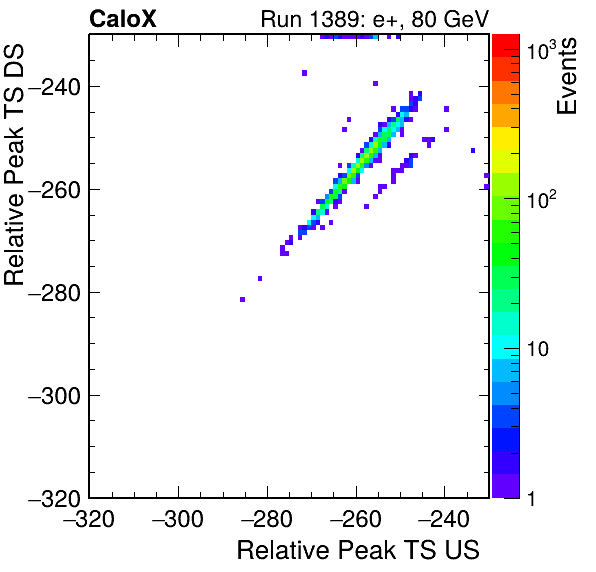 CaloX Run 1389: e+, 80 GeV
Relative Peak TS DS
−240
−260
−280
−300
−320
−320 −300 −280 −260 −240
Relative Peak TS US
Events
10³
10²
10
1